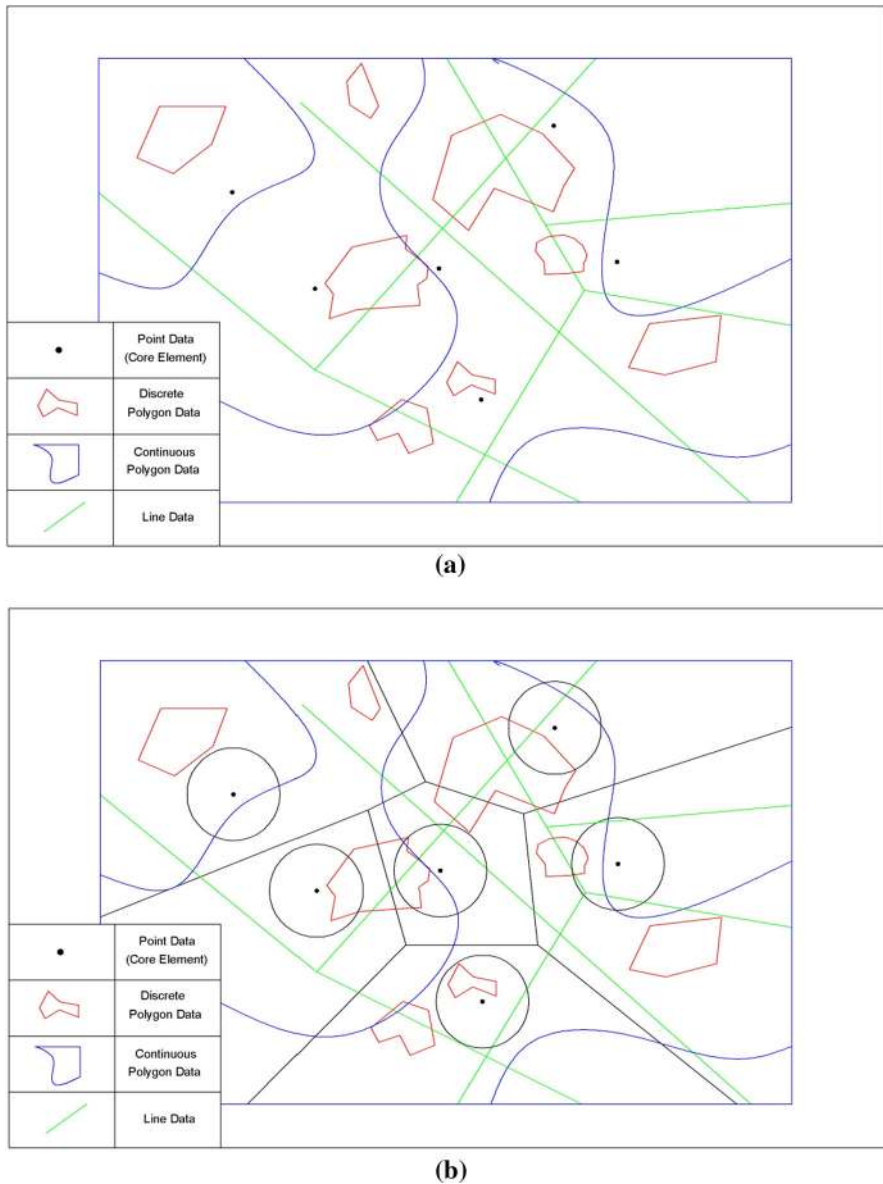 Point Data
(Core Element)
Discrete
Polygon Data
Continuous
Polygon Data
Line Data
(a)
Point Data
(Core Element)
Discrete
Polygon Data
Continuous
Polygon Data
Line Data
(b)